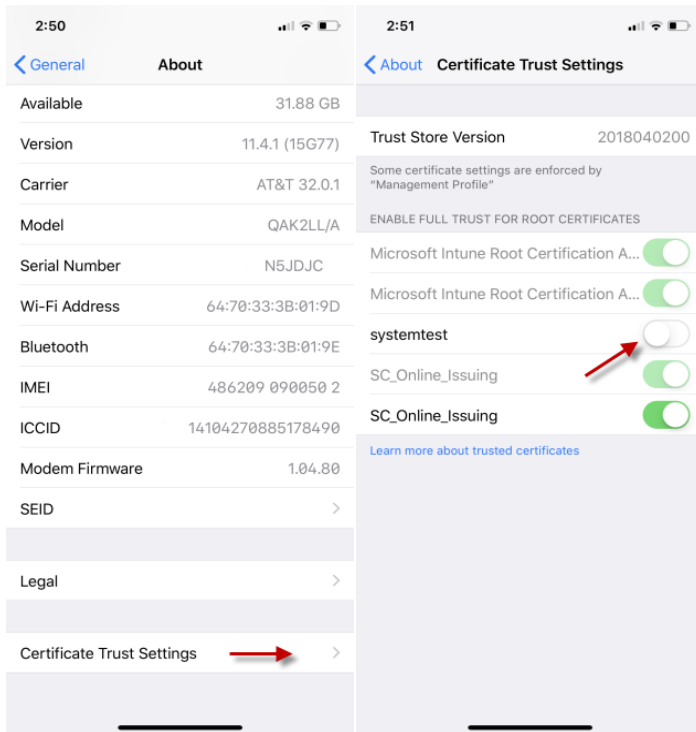 2:50
General
About
Available 31.88 GB
Version 11.4.1 (15G77)
Carrier AT&T 32.0.1
Model QAK2LL/A
Serial Number N5JDJC
Wi-Fi Address 64:70:33:3B:01:9D
Bluetooth 64:70:33:3B:01:9E
IMEI 486209 090050 2
ICCID 14104270885178490
Modem Firmware 1.04.80
SEID
Legal
Certificate Trust Settings
2:51
About
Certificate Trust Settings
Trust Store Version 2018040200
Some certificate settings are enforced by
“Management Profile”
ENABLE FULL TRUST FOR ROOT CERTIFICATES
Microsoft Intune Root Certification A...
Microsoft Intune Root Certification A...
systemtest
SC_Online_Issuing
SC_Online_Issuing
Learn more about trusted certificates